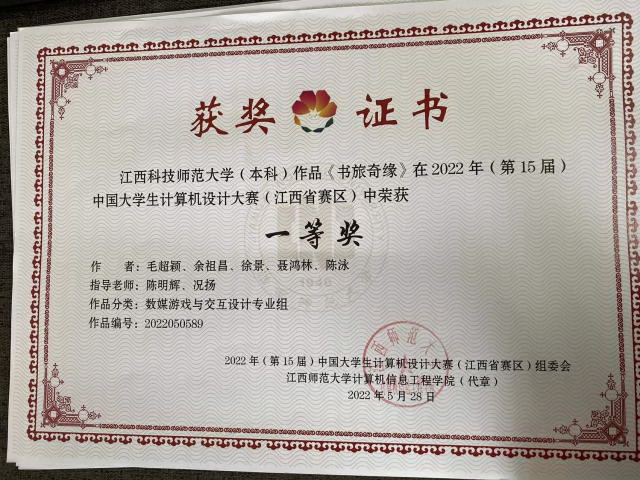 获奖证书
江西科技师范大学（本科）作品《书旅奇缘》在2022年（第15届）
中国大学生计算机设计大赛（江西省赛区）中荣获
一等奖
作　者：毛超颖、余祖昌、徐景、聂鸿林、陈泳
指导老师：陈明辉、况扬
作品分类：数媒游戏与交互设计专业组
作品编号：2022050589
2022年（第15届）中国大学生计算机设计大赛（江西省赛区）组委会
江西师范大学计算机信息工程学院（代章）
2022年5月28日
1940